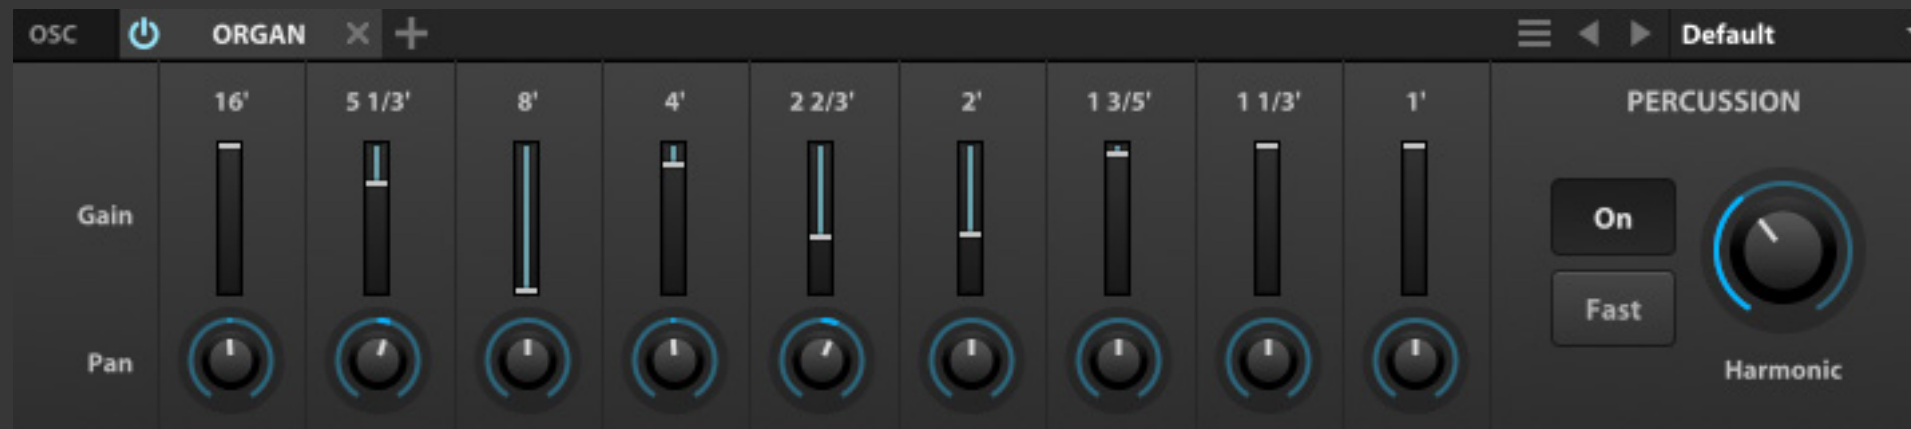 OSC ORGAN Default
16' 5 1/3' 8' 4' 2 2/3' 2' 1 3/5' 1 1/3' 1' PERCUSSION
Gain On
Fast
Pan Harmonic